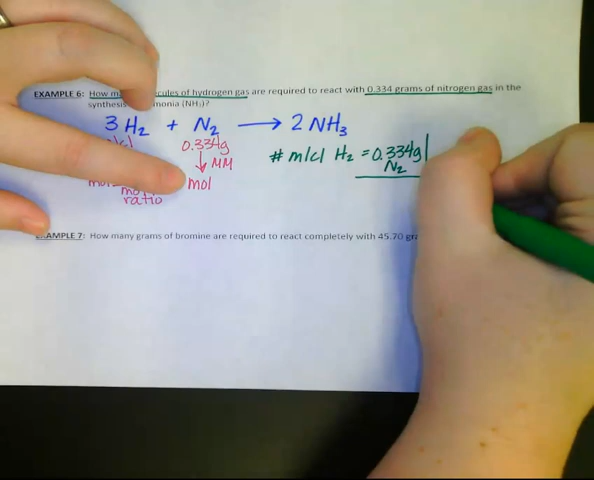 EXAMPLE 6: How cules of hydrogen gas are required to react with 0.334 grams of nitrogen gas in the
synthesis monia (NH₃)?
3 H₂ + N₂ → 2 NH₃
0.334g
↓ MM
mol
ratio
# mlcl H₂ = 0.334g
N₂
EXAMPLE 7: How many grams of bromine are required to react completely with 45.70